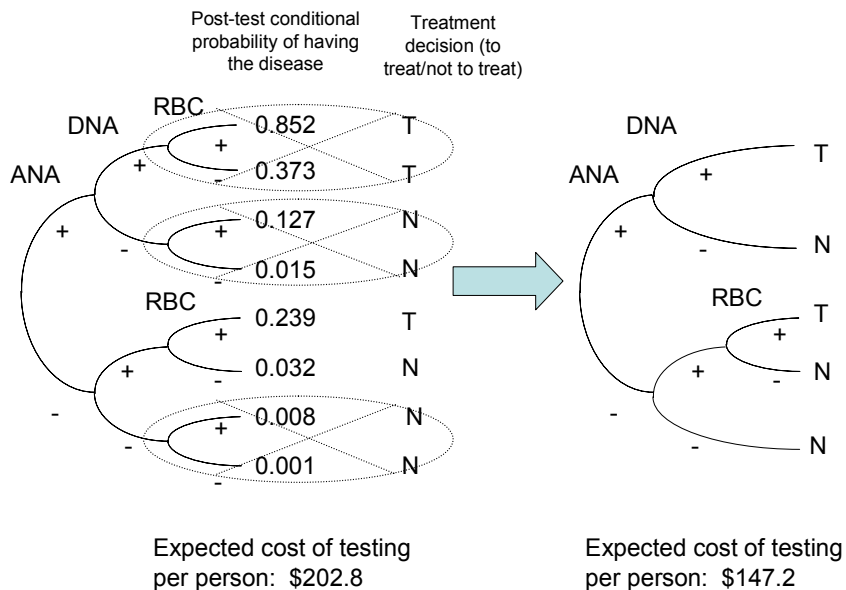 Post-test conditional
probability of having
the disease
Treatment
decision (to
treat/not to treat)
RBC
DNA
ANA
0.852 T
+
+
0.373 T
-
+
0.127 N
+
-
0.015 N
-
RBC
0.239 T
+
+
0.032 N
-
-
0.008 N
+
-
0.001 N
-
Expected cost of testing
per person: $202.8
DNA
ANA
T
+
+
-
N
RBC
T
+
+
-
N
-
-
N
Expected cost of testing
per person: $147.2